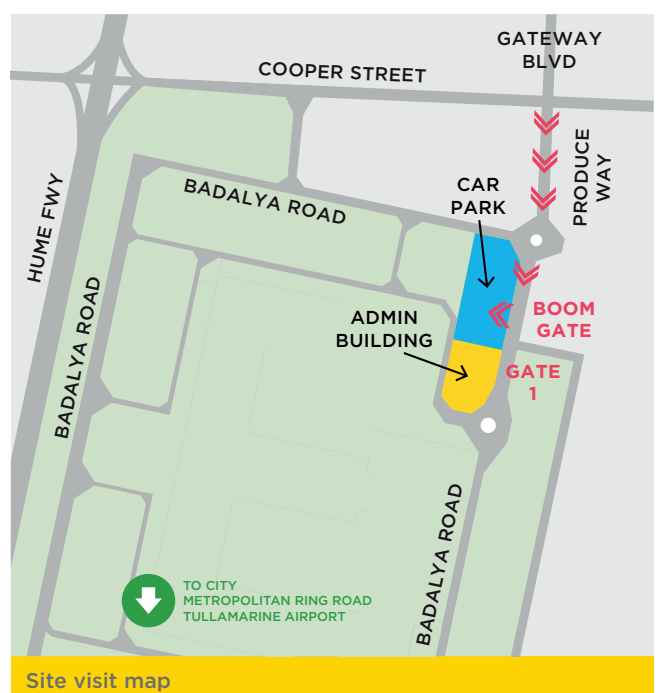 GATEWAY
BLVD
COOPER STREET
HUME FWY
PRODUCE
WAY
CAR
PARK
BADALYA ROAD
BADALYA ROAD
ADMIN
BUILDING
BOOM
GATE
GATE
1
BADALYA ROAD
TO CITY
METROPOLITAN RING ROAD
TULLAMARINE AIRPORT
Site visit map